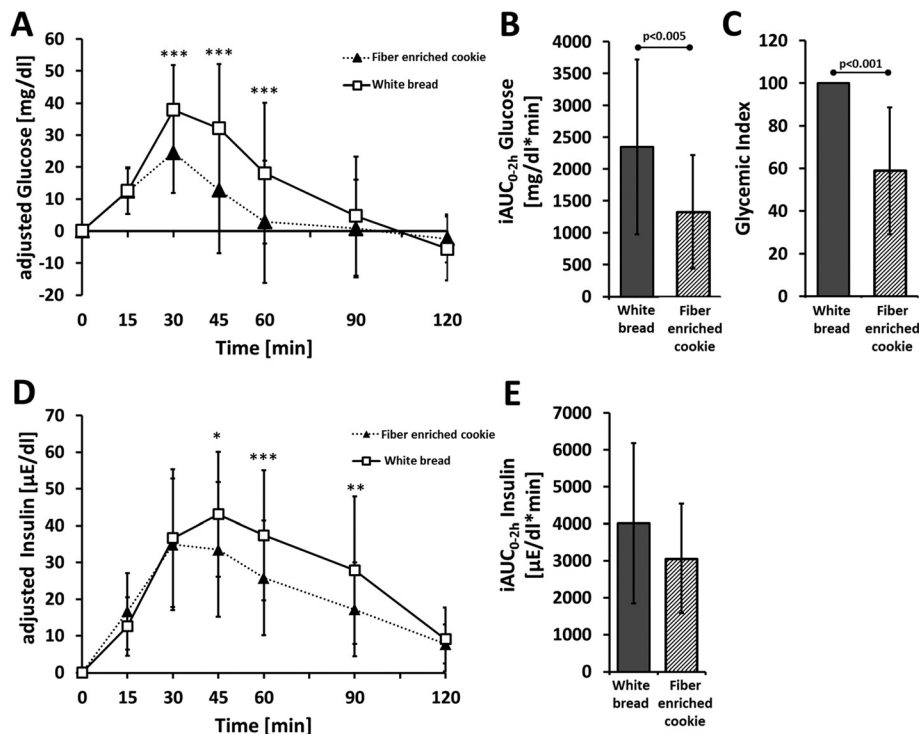 A
adjusted Glucose [mg/dl]
60
50
40
30
20
10
0
-10
-20
***
***
***
Fiber enriched cookie
White bread
0 15 30 45 60 90 120
Time [min]
B
iAUC0-2h Glucose
[mg/dl*min]
4000
3500
3000
2500
2000
1500
1000
500
0
p<0.005
White
bread
Fiber
enriched
cookie
C
Glycemic Index
120
100
80
60
40
20
0
p<0.001
White
bread
Fiber
enriched
cookie
D
adjusted Insulin [µE/dl]
70
60
50
40
30
20
10
0
*
***
**
Fiber enriched cookie
White bread
0 15 30 45 60 90 120
Time [min]
E
iAUC0-2h Insulin
[µE/dl*min]
7000
6000
5000
4000
3000
2000
1000
0
White
bread
Fiber
enriched
cookie